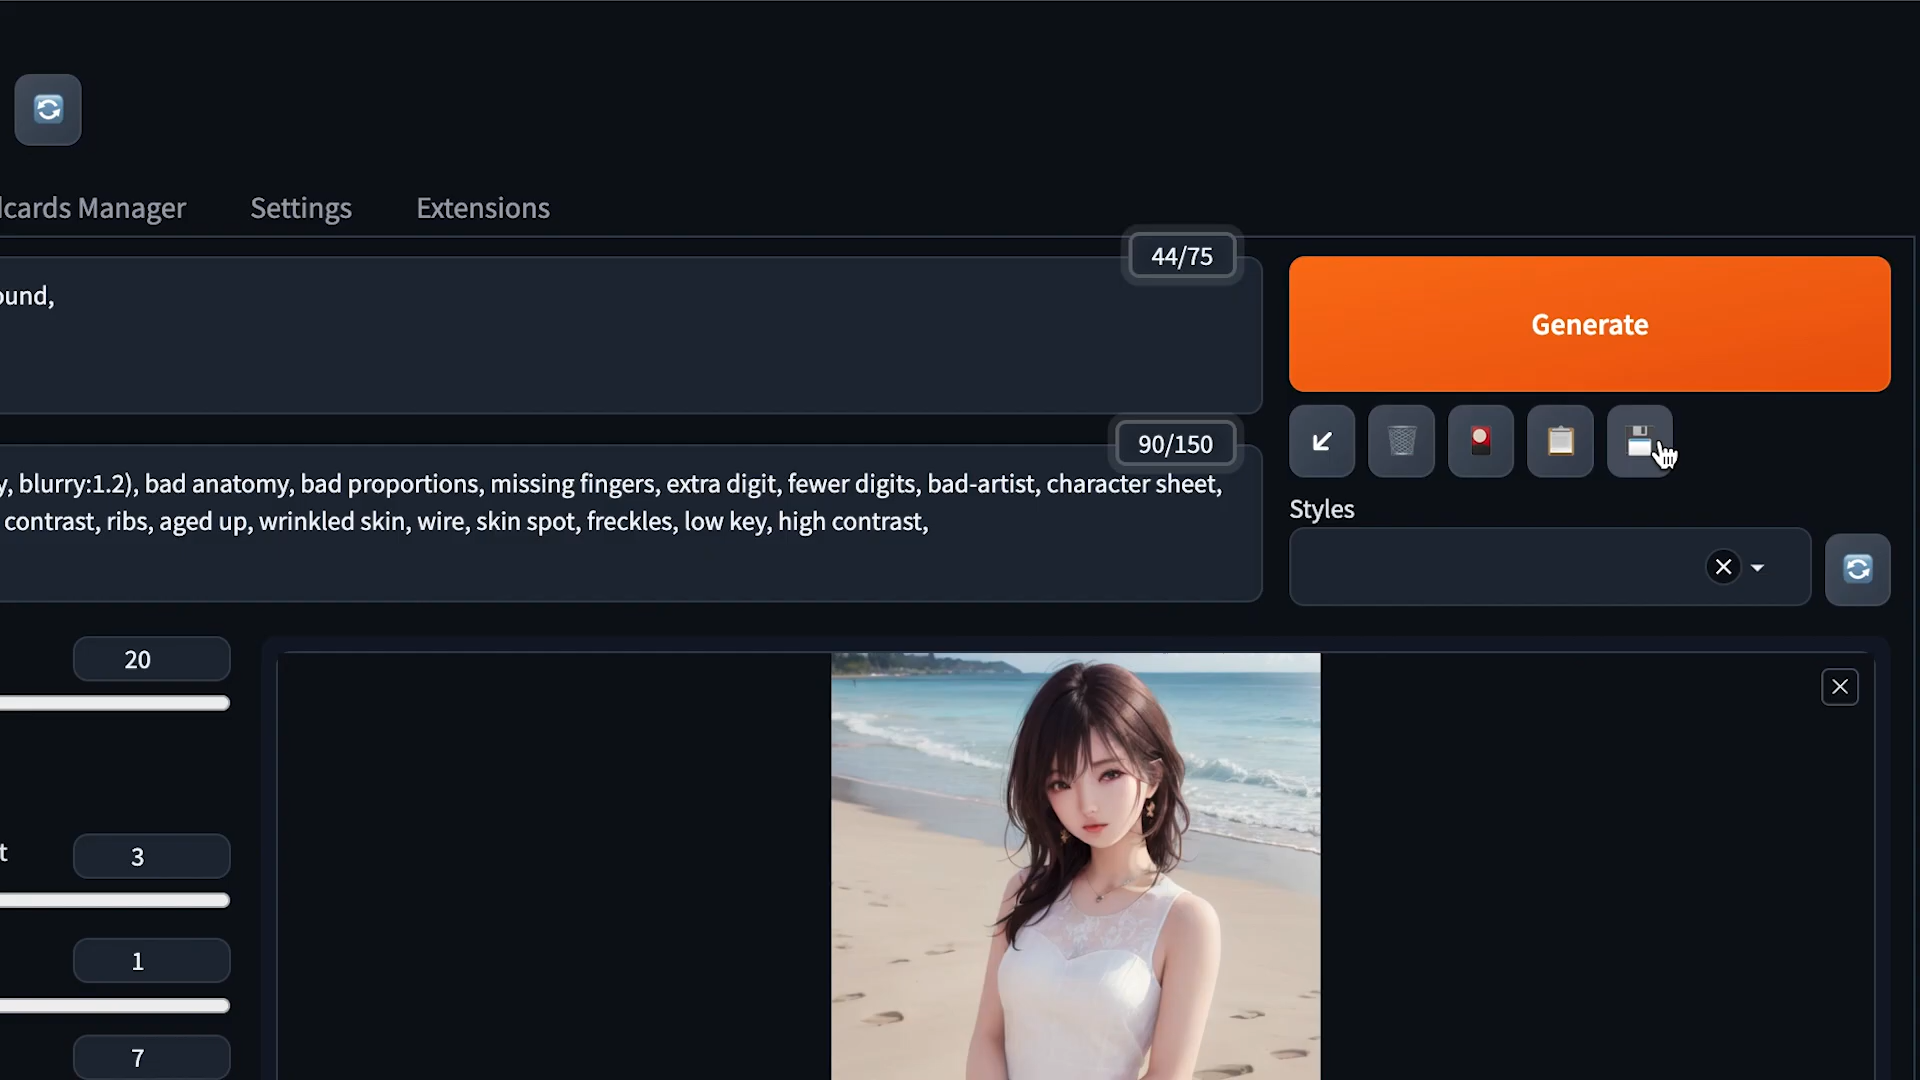 dcards Manager Settings Extensions
44/75
ound,
Generate
90/150
y, blurry:1.2), bad anatomy, bad proportions, missing fingers, extra digit, fewer digits, bad-artist, character sheet,
contrast, ribs, aged up, wrinkled skin, wire, skin spot, freckles, low key, high contrast,
Styles
20
t 3
1
7